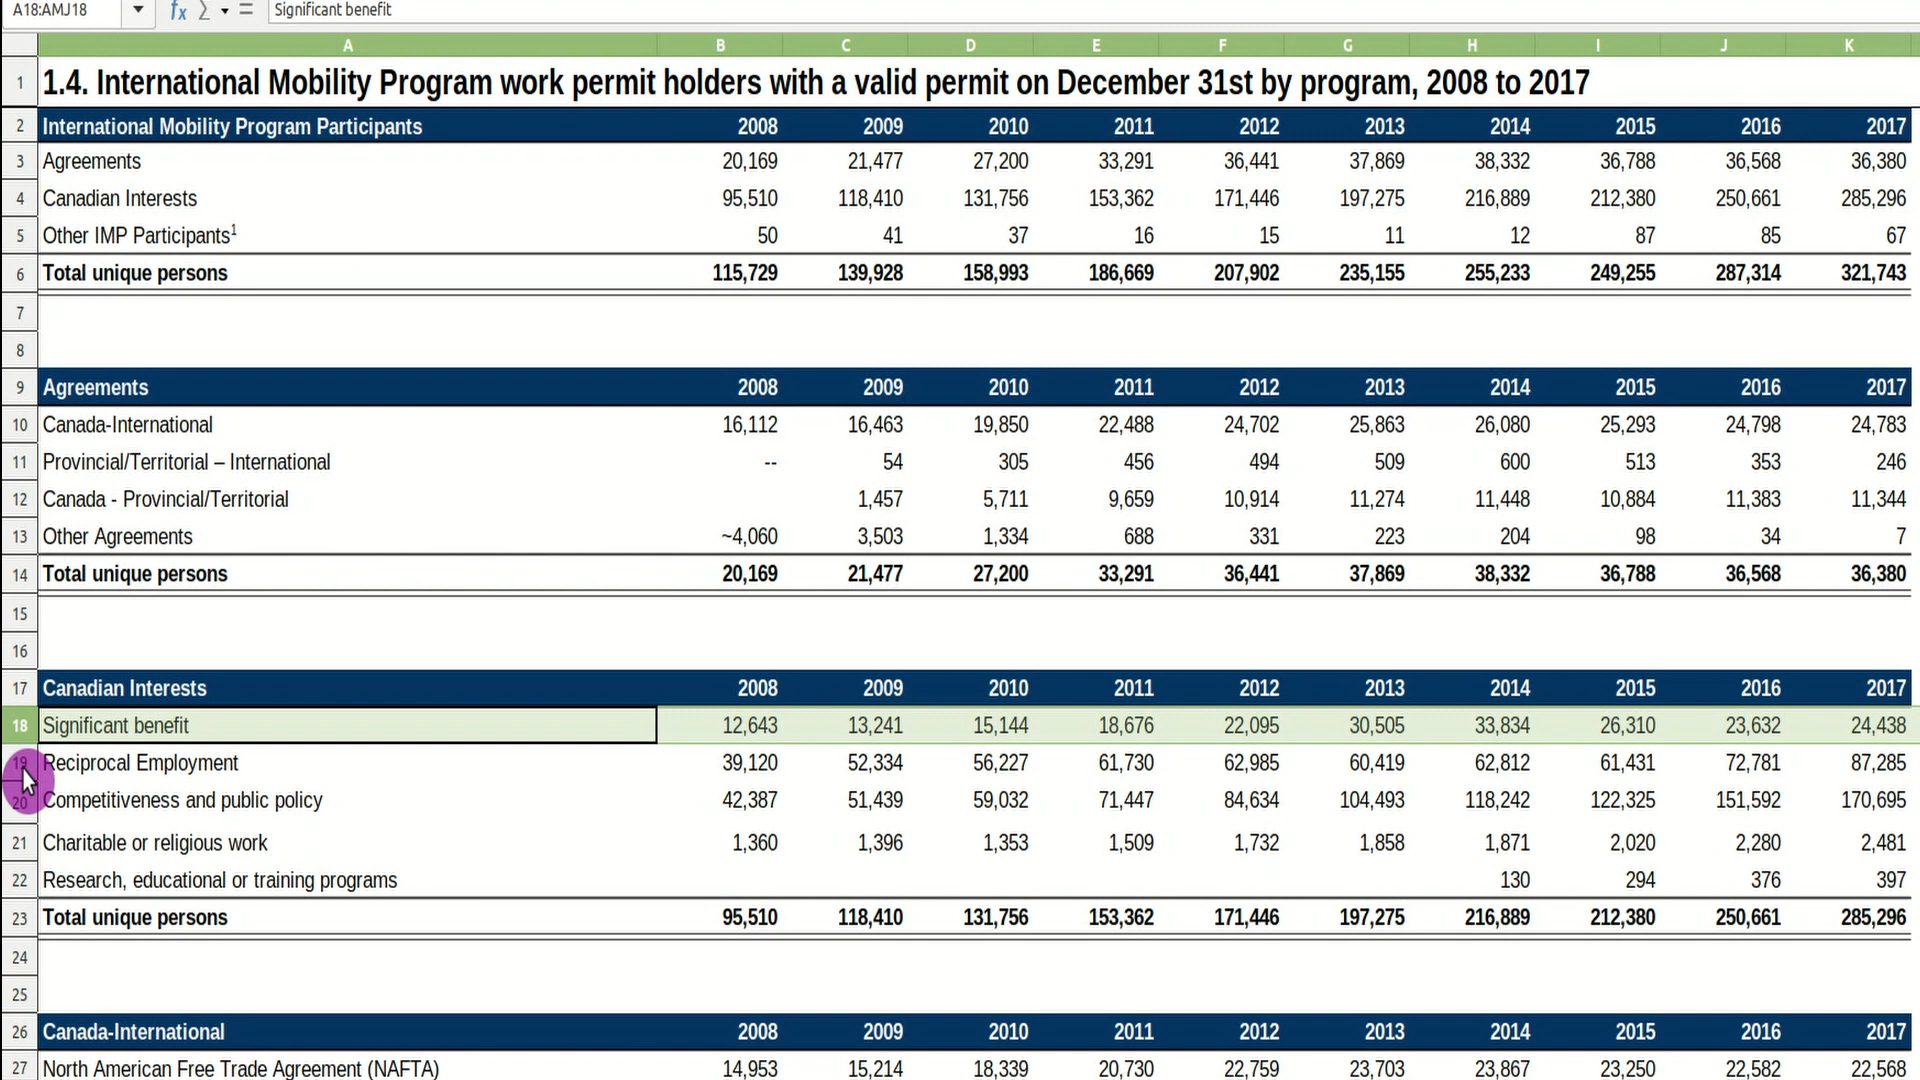 A18:AMJ18 fx Σ = Significant benefit
A B C D E F G H I J K
1 1.4. International Mobility Program work permit holders with a valid permit on December 31st by program, 2008 to 2017
2 International Mobility Program Participants 2008 2009 2010 2011 2012 2013 2014 2015 2016 2017
3 Agreements 20,169 21,477 27,200 33,291 36,441 37,869 38,332 36,788 36,568 36,380
4 Canadian Interests 95,510 118,410 131,756 153,362 171,446 197,275 216,889 212,380 250,661 285,296
5 Other IMP Participants¹ 50 41 37 16 15 11 12 87 85 67
6 Total unique persons 115,729 139,928 158,993 186,669 207,902 235,155 255,233 249,255 287,314 321,743
7
8
9 Agreements 2008 2009 2010 2011 2012 2013 2014 2015 2016 2017
10 Canada-International 16,112 16,463 19,850 22,488 24,702 25,863 26,080 25,293 24,798 24,783
11 Provincial/Territorial – International -- 54 305 456 494 509 600 513 353 246
12 Canada - Provincial/Territorial 1,457 5,711 9,659 10,914 11,274 11,448 10,884 11,383 11,344
13 Other Agreements ~4,060 3,503 1,334 688 331 223 204 98 34 7
14 Total unique persons 20,169 21,477 27,200 33,291 36,441 37,869 38,332 36,788 36,568 36,380
15
16
17 Canadian Interests 2008 2009 2010 2011 2012 2013 2014 2015 2016 2017
18 Significant benefit 12,643 13,241 15,144 18,676 22,095 30,505 33,834 26,310 23,632 24,438
19 Reciprocal Employment 39,120 52,334 56,227 61,730 62,985 60,419 62,812 61,431 72,781 87,285
20 Competitiveness and public policy 42,387 51,439 59,032 71,447 84,634 104,493 118,242 122,325 151,592 170,695
21 Charitable or religious work 1,360 1,396 1,353 1,509 1,732 1,858 1,871 2,020 2,280 2,481
22 Research, educational or training programs 130 294 376 397
23 Total unique persons 95,510 118,410 131,756 153,362 171,446 197,275 216,889 212,380 250,661 285,296
24
25
26 Canada-International 2008 2009 2010 2011 2012 2013 2014 2015 2016 2017
27 North American Free Trade Agreement (NAFTA) 14,953 15,214 18,339 20,730 22,759 23,703 23,867 23,250 22,582 22,568